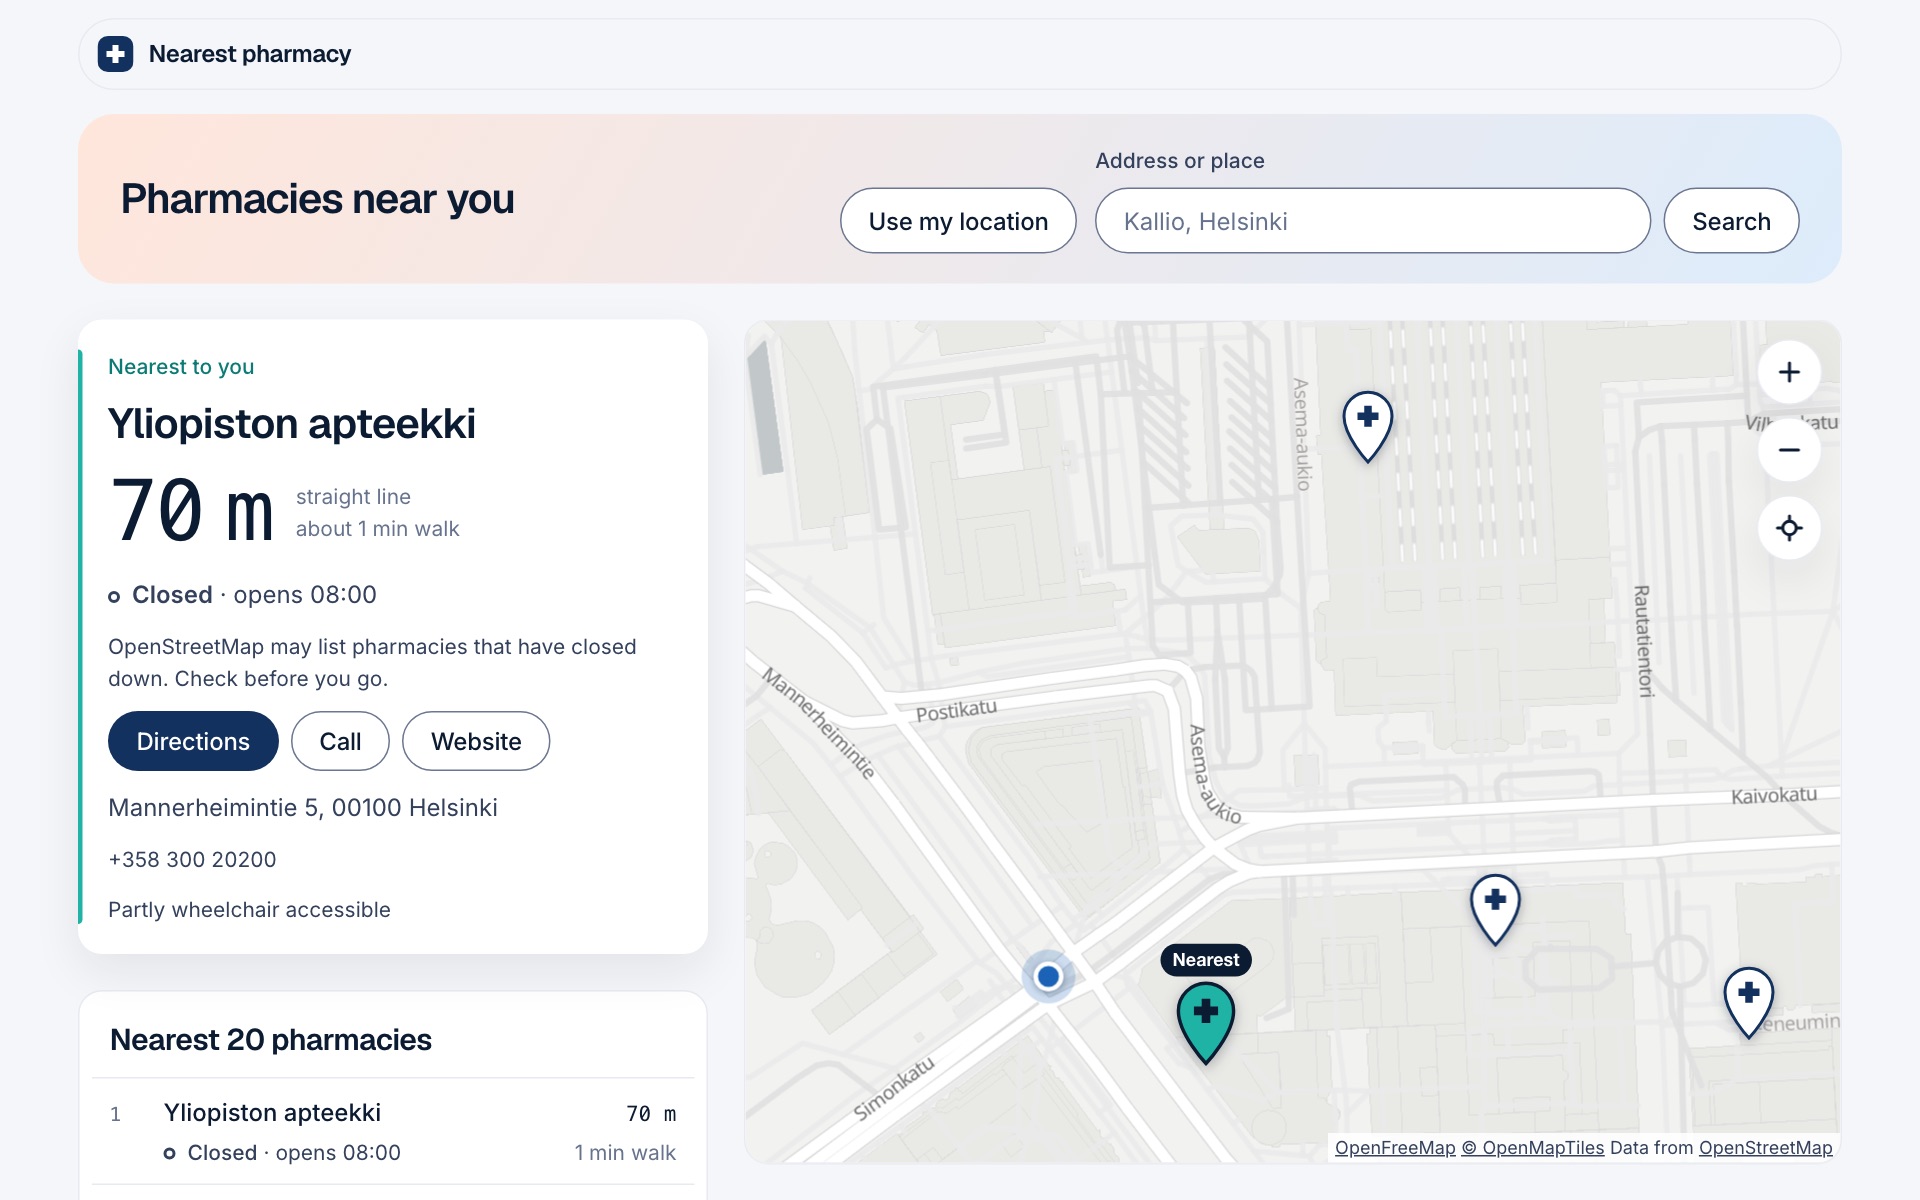 Nearest pharmacy
Pharmacies near you
Use my location
Address or place
Kallio, Helsinki
Search
Nearest to you
Yliopiston apteekki
70 m
straight line
about 1 min walk
Closed · opens 08:00
OpenStreetMap may list pharmacies that have closed
down. Check before you go.
Directions
Call
Website
Mannerheimintie 5, 00100 Helsinki
+358 300 20200
Partly wheelchair accessible
Nearest 20 pharmacies
1
Yliopiston apteekki
70 m
Closed · opens 08:00
1 min walk
Asema-aukio
Rautatientori
Mannerheimintie
Postikatu
Asema-aukio
Kaivokatu
Nearest
Simonkatu
OpenFreeMap © OpenMapTiles Data from OpenStreetMap